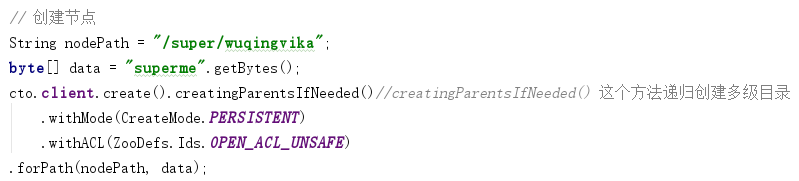 // 创建节点
String nodePath = "/super/wuqingvika";
byte[] data = "superme".getBytes();
cto.client.create().creatingParentsIfNeeded()//creatingParentsIfNeeded() 这个方法递归创建多级目录
.withMode(CreateMode.PERSISTENT)
.withACL(ZooDefs.Ids.OPEN_ACL_UNSAFE)
.forPath(nodePath, data);